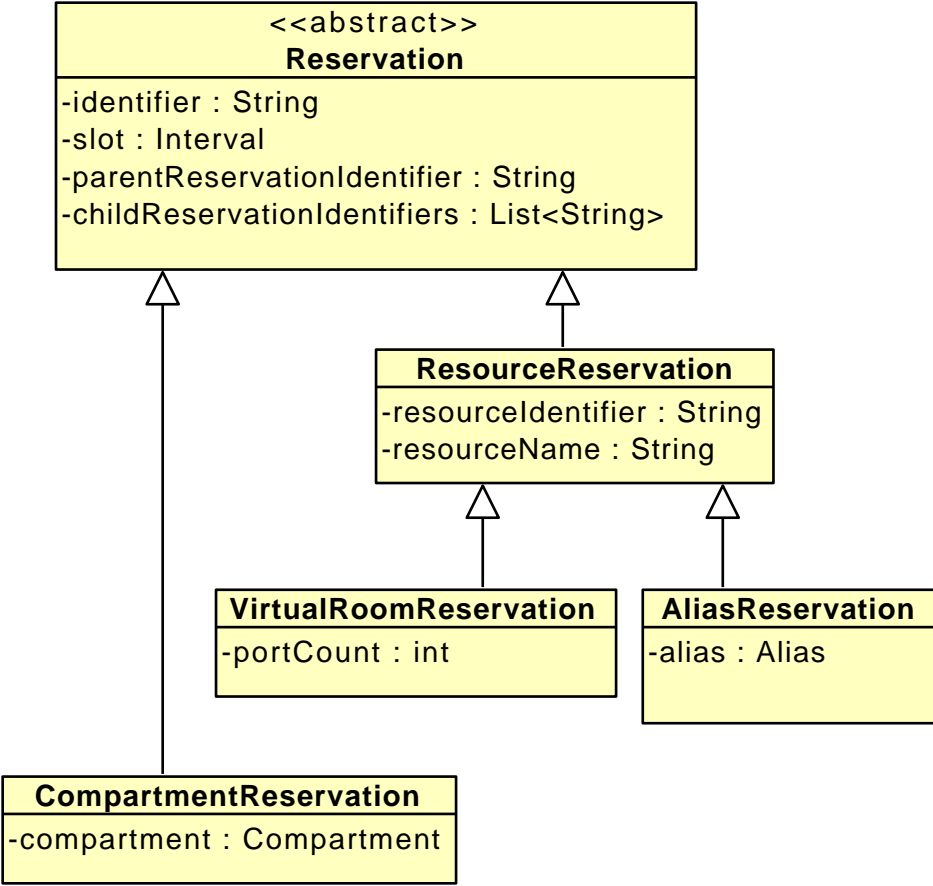 <<abstract>>
Reservation
-identifier : String
-slot : Interval
-parentReservationIdentifier : String
-childReservationIdentifiers : List<String>
ResourceReservation
-resourceIdentifier : String
-resourceName : String
VirtualRoomReservation
-portCount : int
AliasReservation
-alias : Alias
CompartmentReservation
-compartment : Compartment